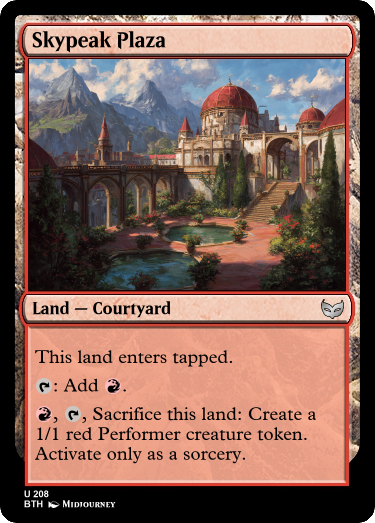 Skypeak Plaza
Land — Courtyard
This land enters tapped.
: Add .
, , Sacrifice this land: Create a
1/1 red Performer creature token.
Activate only as a sorcery.
U 208
BTH Midjourney